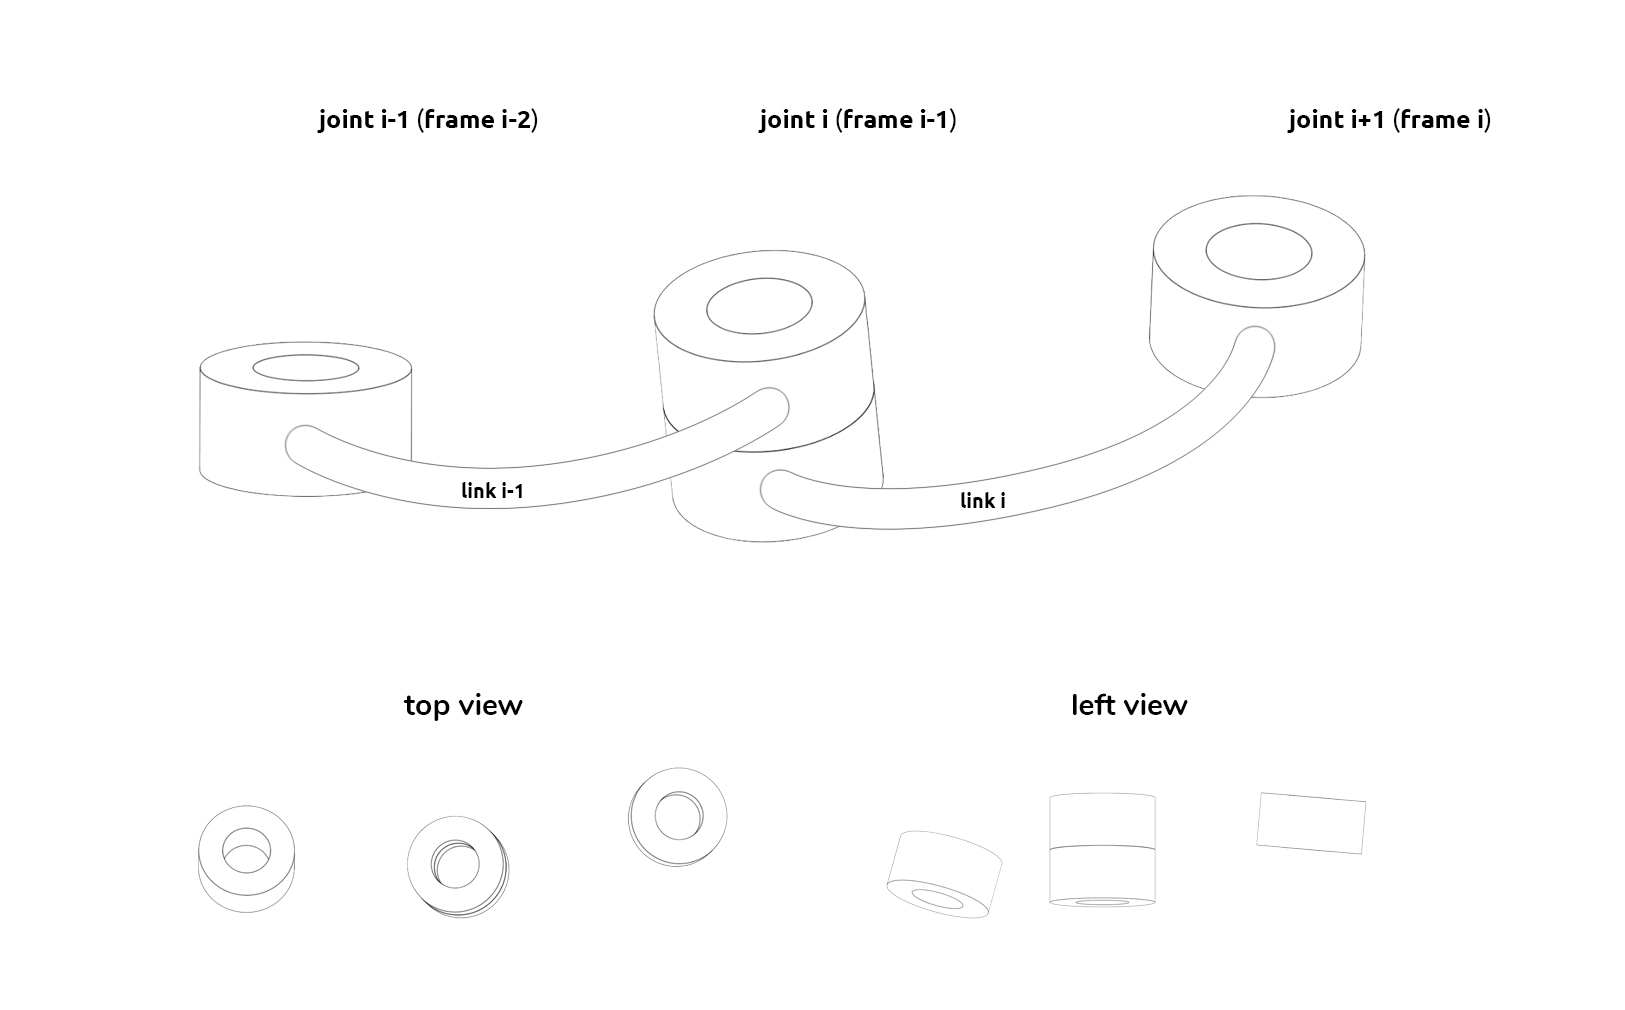 joint i-1 (frame i-2)
joint i (frame i-1)
joint i+1 (frame i)
link i-1
link i
top view
left view